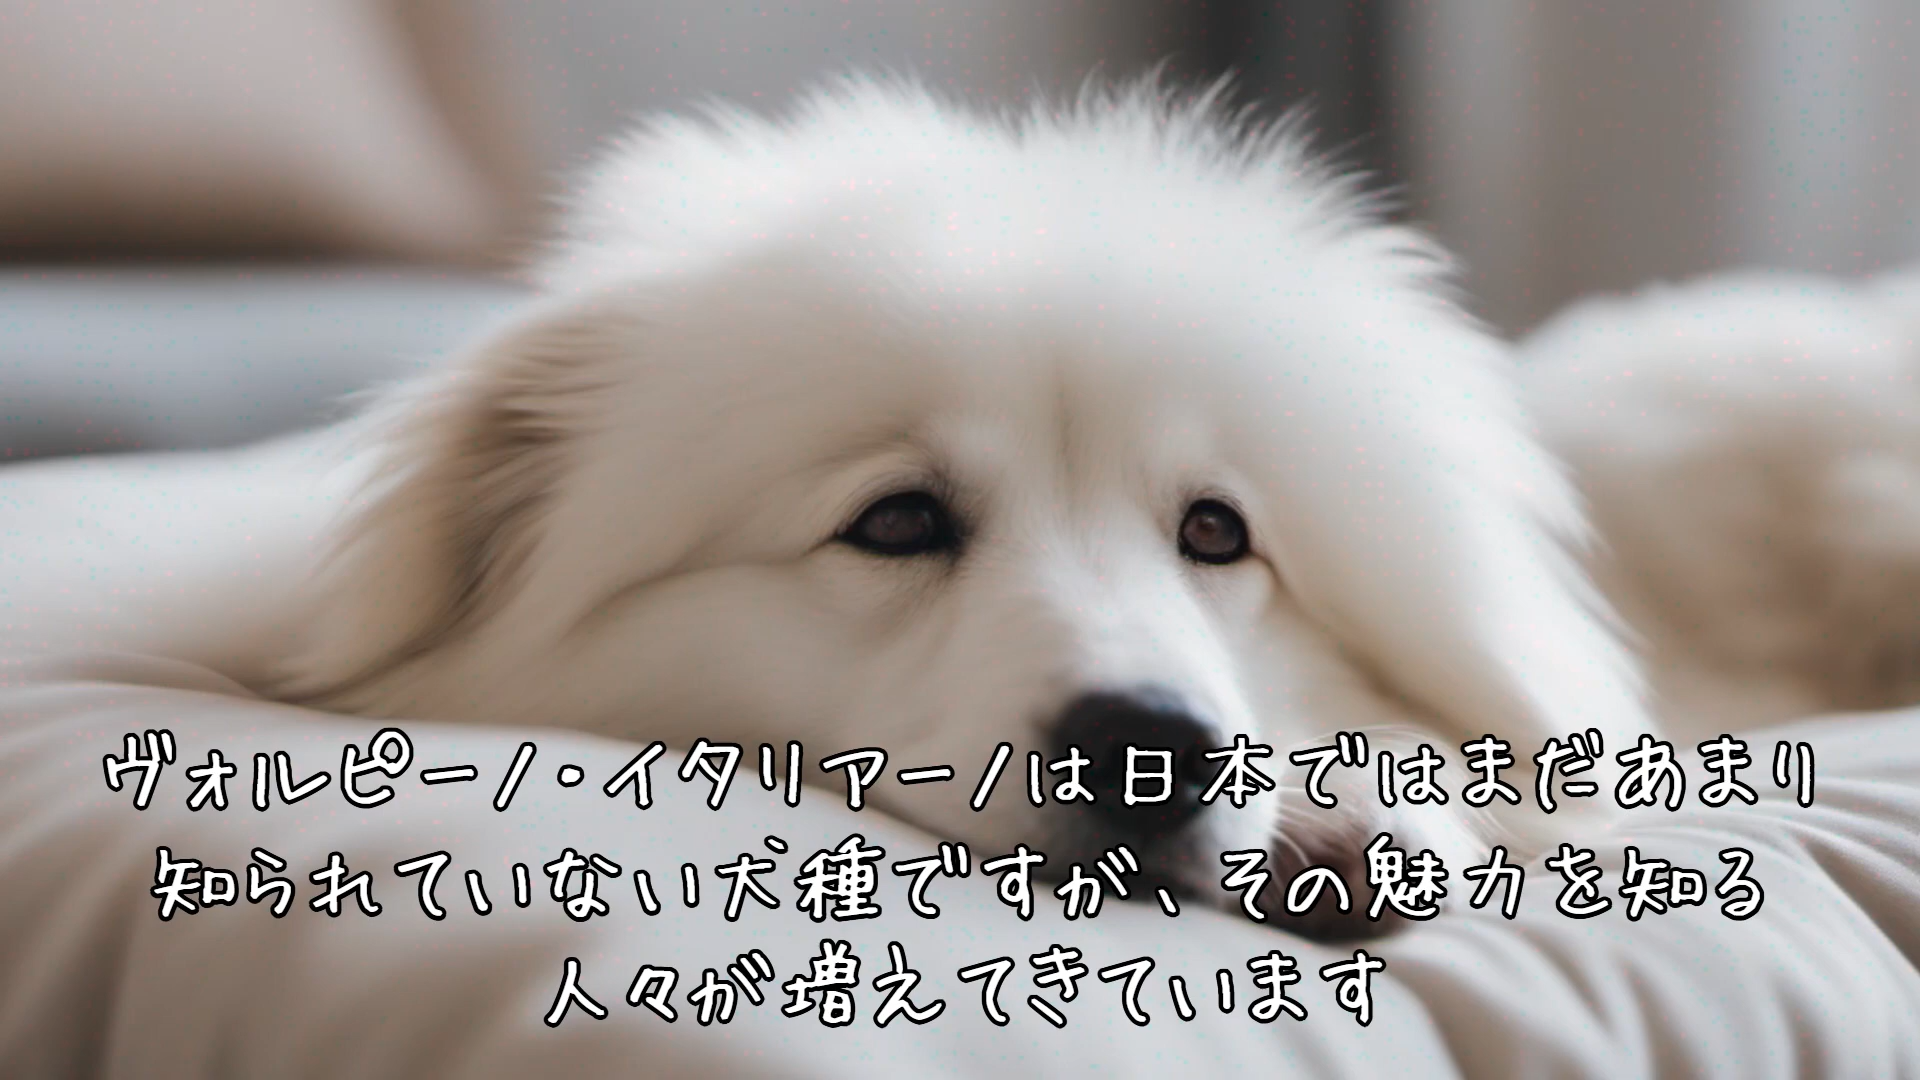 ヴォルピーノ・イタリアーノは日本ではまだあまり
知られていない犬種ですが、その魅力を知る
人々が増えてきています